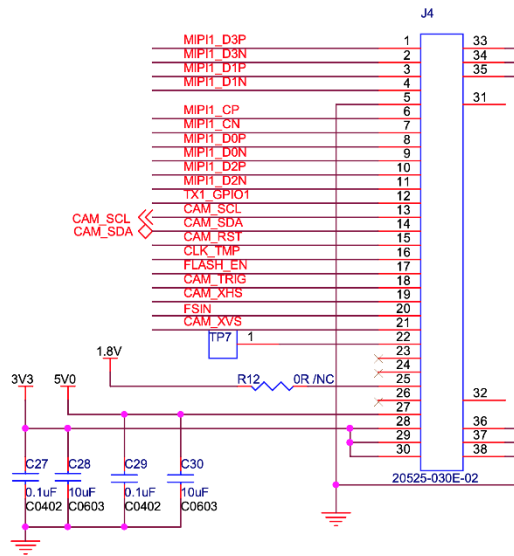 J4
MIPI1_D3P 1 33
MIPI1_D3N 2 34
MIPI1_D1P 3 35
MIPI1_D1N 4
5 31
MIPI1_CP 6
MIPI1_CN 7
MIPI1_D0P 8
MIPI1_D0N 9
MIPI1_D2P 10
MIPI1_D2N 11
TX1_GPIO1 12
CAM_SCL CAM_SCL 13
CAM_SDA CAM_SDA 14
CAM_RST 15
CLK_TMP 16
FLASH_EN 17
CAM_TRIG 18
CAM_XHS 19
FSIN 20
CAM_XVS 21
TP7 1 22
23
1.8V 24
R12 0R /NC 25
3V3 5V0 26 32
27
28 36
29 37
30 38
20525-030E-02
C27 C28 C29 C30
0.1uF 10uF 0.1uF 10uF
C0402 C0603 C0402 C0603